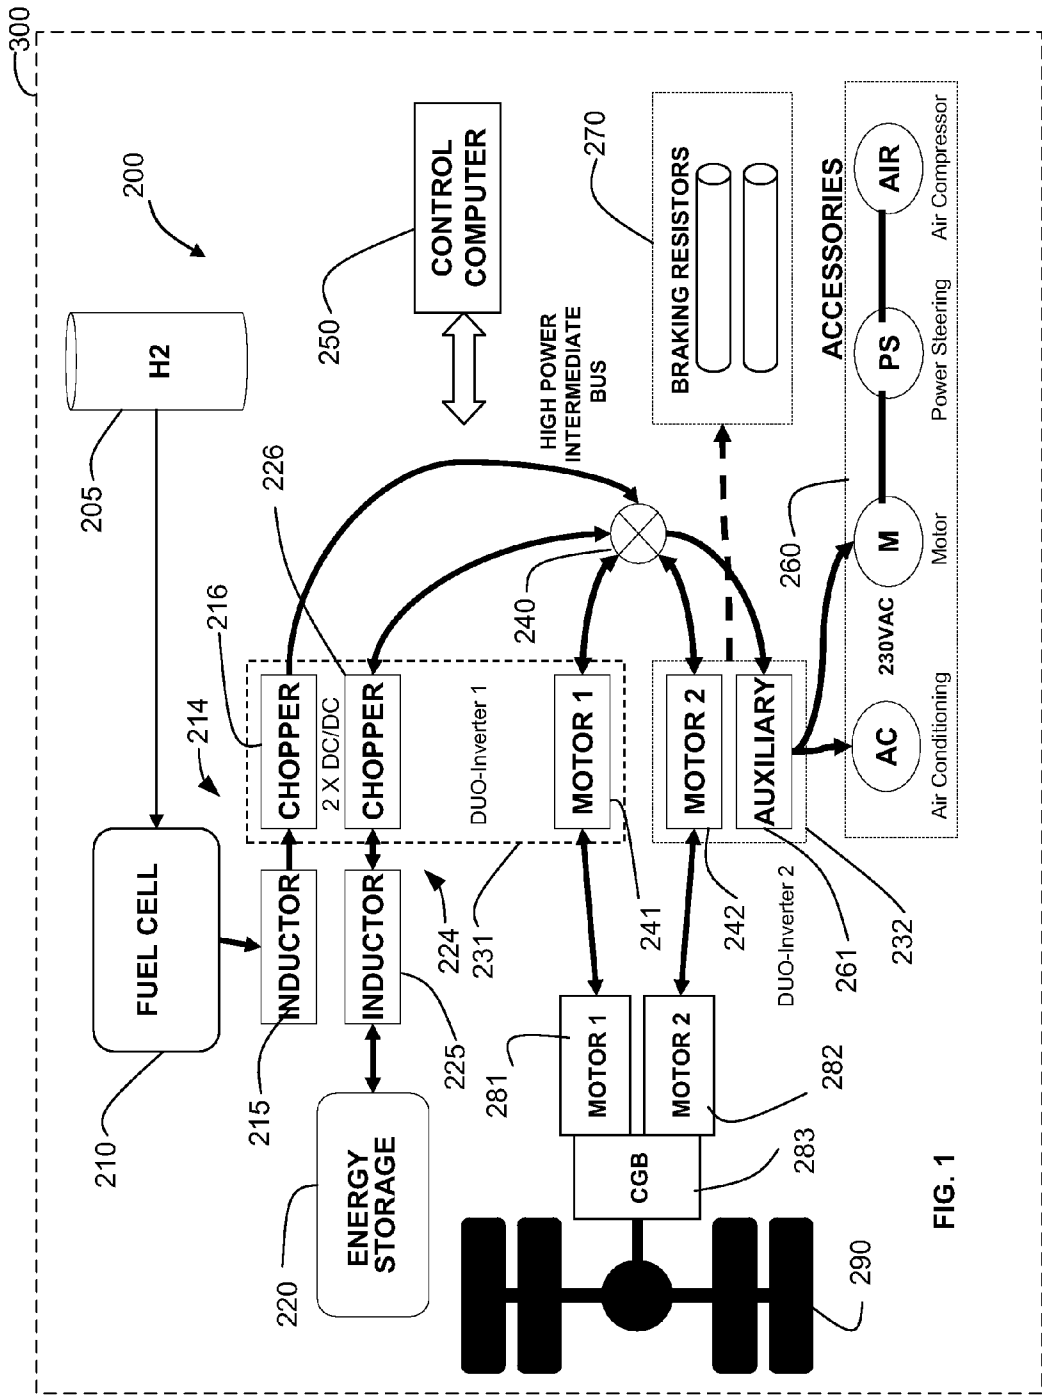 300
200
H2
205
FUEL CELL
210
214
216
226
CHOPPER
2 X DC/DC
CHOPPER
INDUCTOR
215
INDUCTOR
225
224
231
ENERGY
STORAGE
220
250
CONTROL
COMPUTER
HIGH POWER
INTERMEDIATE
BUS
240
DUO-Inverter 1
MOTOR 1
241
MOTOR 2
242
AUXILIARY
261
DUO-Inverter 2
232
270
BRAKING RESISTORS
ACCESSORIES
260
AC
Air Conditioning
230VAC
M
Motor
PS
Power Steering
AIR
Air Compressor
281
MOTOR 1
MOTOR 2
282
CGB
283
290
FIG. 1